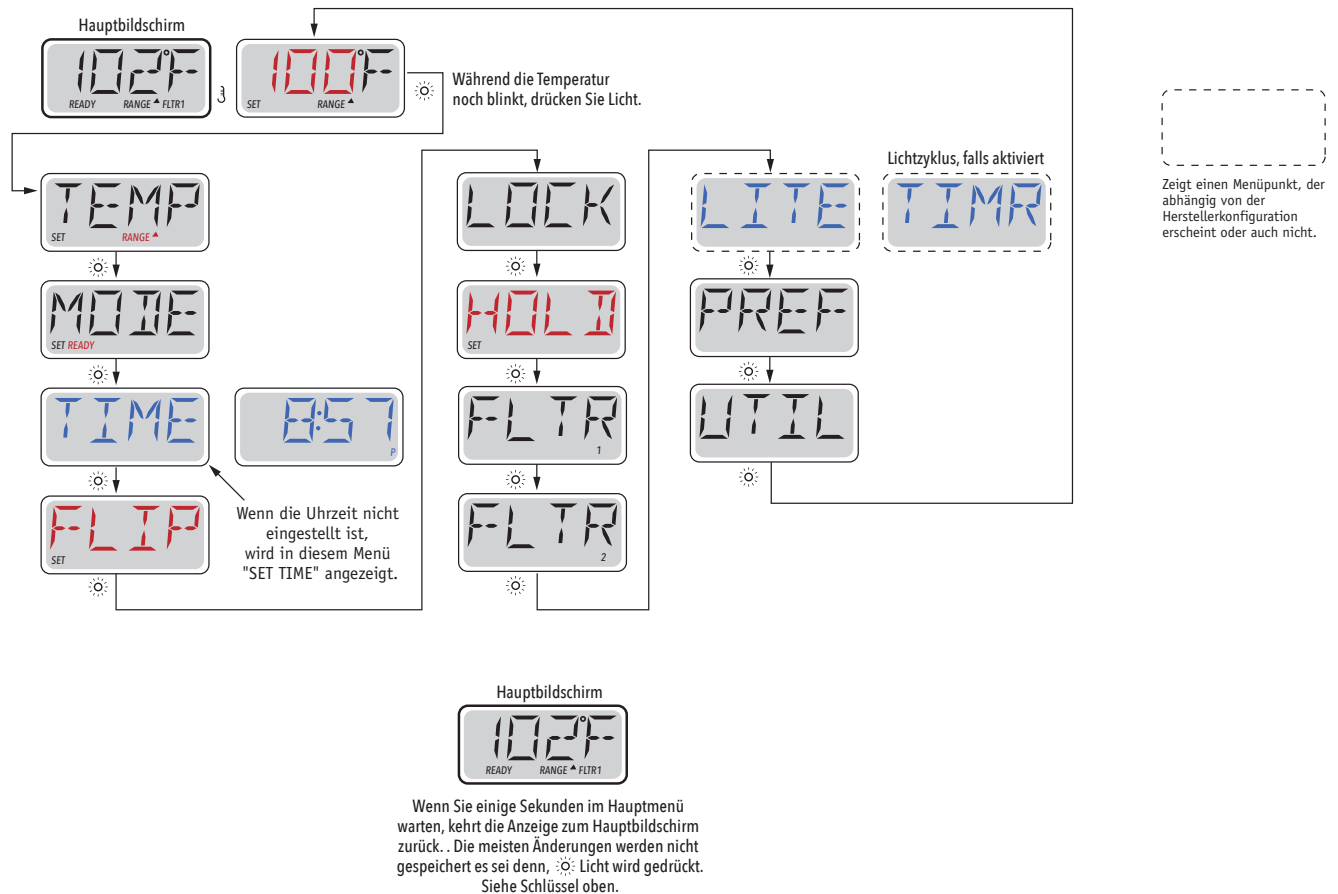 Hauptbildschirm
102°F
READY RANGE FLTR1
100°F
SET RANGE
Während die Temperatur
noch blinkt, drücken Sie Licht.
TEMP
SET RANGE
MODE
SET READY
TIME
8:57
P
FLIP
SET
Wenn die Uhrzeit nicht
eingestellt ist,
wird in diesem Menü
"SET TIME" angezeigt.
LOCK
HOLD
SET
FLTR
1
FLTR
2
LITE
Lichtzyklus, falls aktiviert
TIMR
PREF
UTIL
Zeigt einen Menüpunkt, der
abhängig von der
Herstellerkonfiguration
erscheint oder auch nicht.
Hauptbildschirm
102°F
READY RANGE FLTR1
Wenn Sie einige Sekunden im Hauptmenü
warten, kehrt die Anzeige zum Hauptbildschirm
zurück. . Die meisten Änderungen werden nicht
gespeichert es sei denn, Licht wird gedrückt.
Siehe Schlüssel oben.